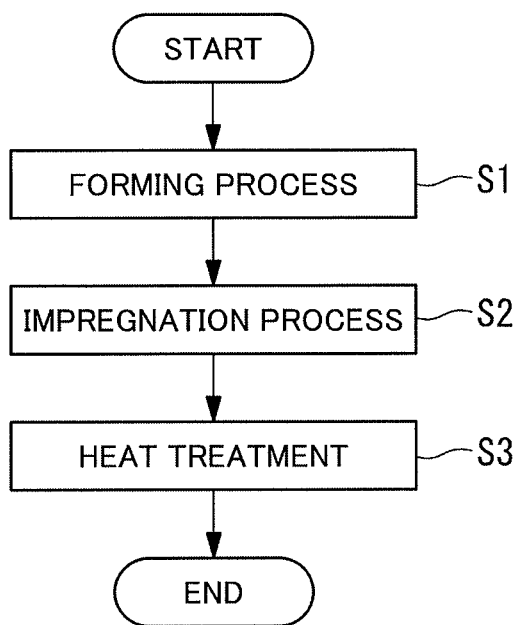 START
FORMING PROCESS S1
IMPREGNATION PROCESS S2
HEAT TREATMENT S3
END